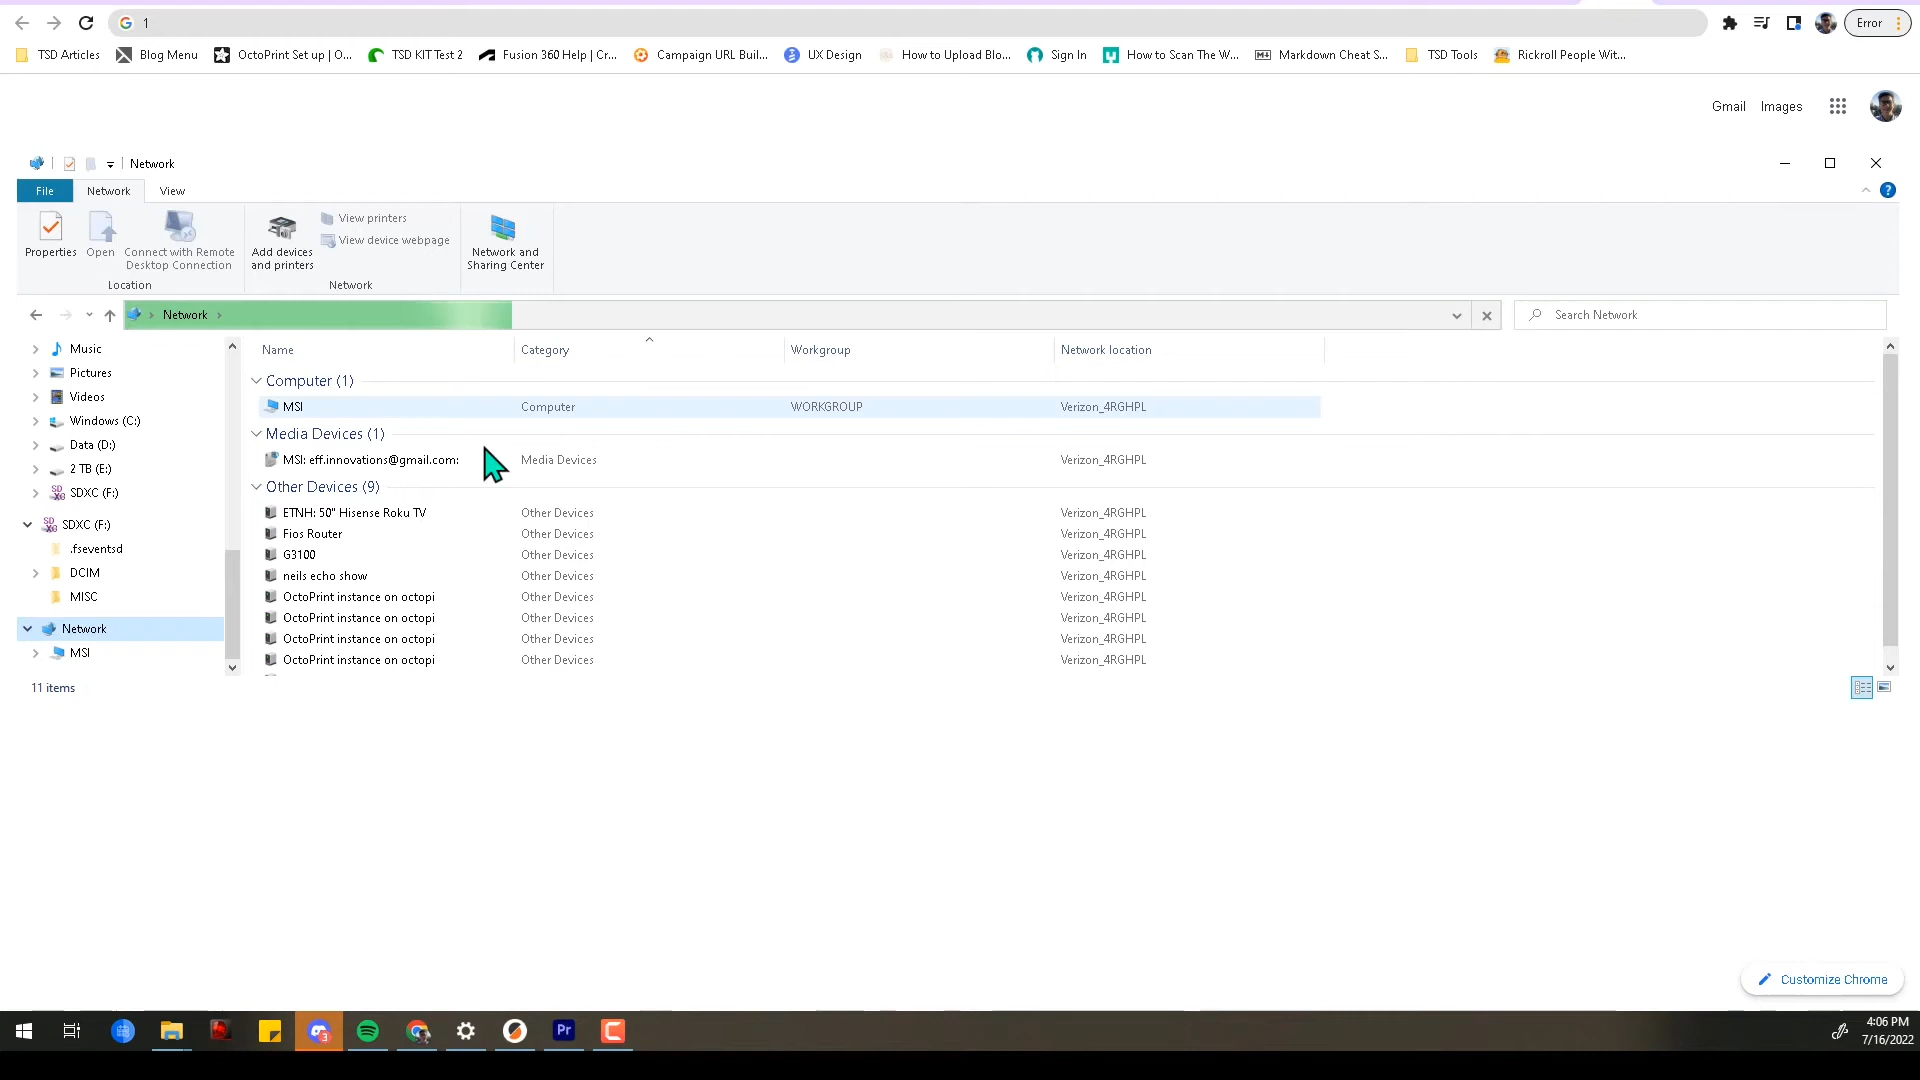 1
Error
TSD Articles
Blog Menu
OctoPrint Set up | O...
TSD KIT Test 2
Fusion 360 Help | Cr...
Campaign URL Buil...
UX Design
How to Upload Blo...
Sign In
How to Scan The W...
Markdown Cheat S...
TSD Tools
Rickroll People Wit...
Gmail
Images
Network
File
Network
View
Properties
Open
Connect with Remote
Desktop Connection
Add devices
and printers
View printers
View device webpage
Network and
Sharing Center
Location
Network
Network
Search Network
Music
Pictures
Videos
Windows (C:)
Data (D:)
2 TB (E:)
SDXC (F:)
SDXC (F:)
.fseventsd
DCIM
MISC
Network
MSI
Name Category Workgroup Network location
Computer (1)
MSI Computer WORKGROUP Verizon_4RGHPL
Media Devices (1)
MSI: eff.innovations@gmail.com: Media Devices Verizon_4RGHPL
Other Devices (9)
ETNH: 50" Hisense Roku TV Other Devices Verizon_4RGHPL
Fios Router Other Devices Verizon_4RGHPL
G3100 Other Devices Verizon_4RGHPL
neils echo show Other Devices Verizon_4RGHPL
OctoPrint instance on octopi Other Devices Verizon_4RGHPL
OctoPrint instance on octopi Other Devices Verizon_4RGHPL
OctoPrint instance on octopi Other Devices Verizon_4RGHPL
OctoPrint instance on octopi Other Devices Verizon_4RGHPL
11 items
Customize Chrome
3
Pr
4:06 PM
7/16/2022